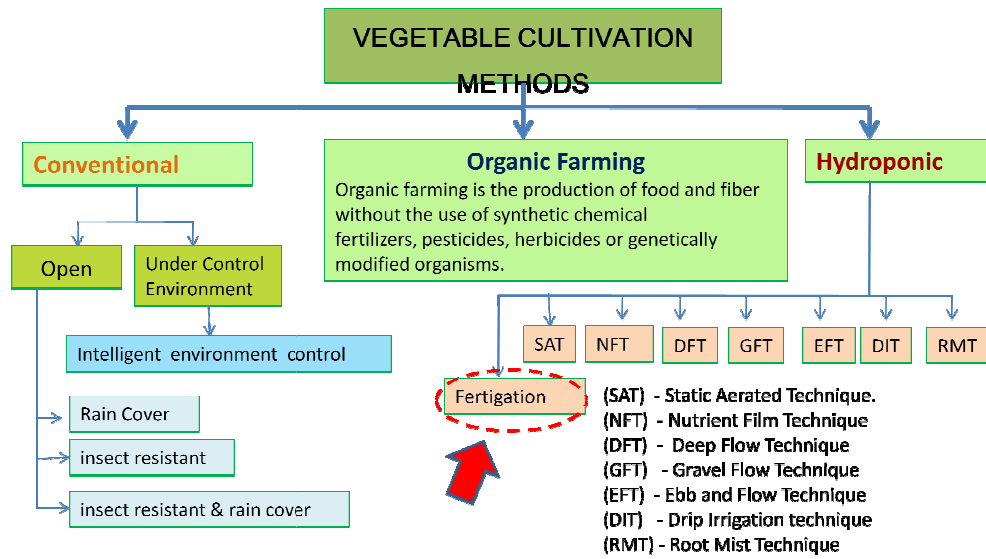 VEGETABLE CULTIVATION
METHODS
Conventional
Organic Farming
Organic farming is the production of food and fiber
without the use of synthetic chemical
fertilizers, pesticides, herbicides or genetically
modified organisms.
Hydroponic
Open
Under Control
Environment
Intelligent environment control
Rain Cover
insect resistant
insect resistant & rain cover
SAT
NFT
DFT
GFT
EFT
DIT
RMT
Fertigation
(SAT) - Static Aerated Technique.
(NFT) - Nutrient Film Technique
(DFT) - Deep Flow Technique
(GFT) - Gravel Flow Technique
(EFT) - Ebb and Flow Technique
(DIT) - Drip Irrigation technique
(RMT) - Root Mist Technique